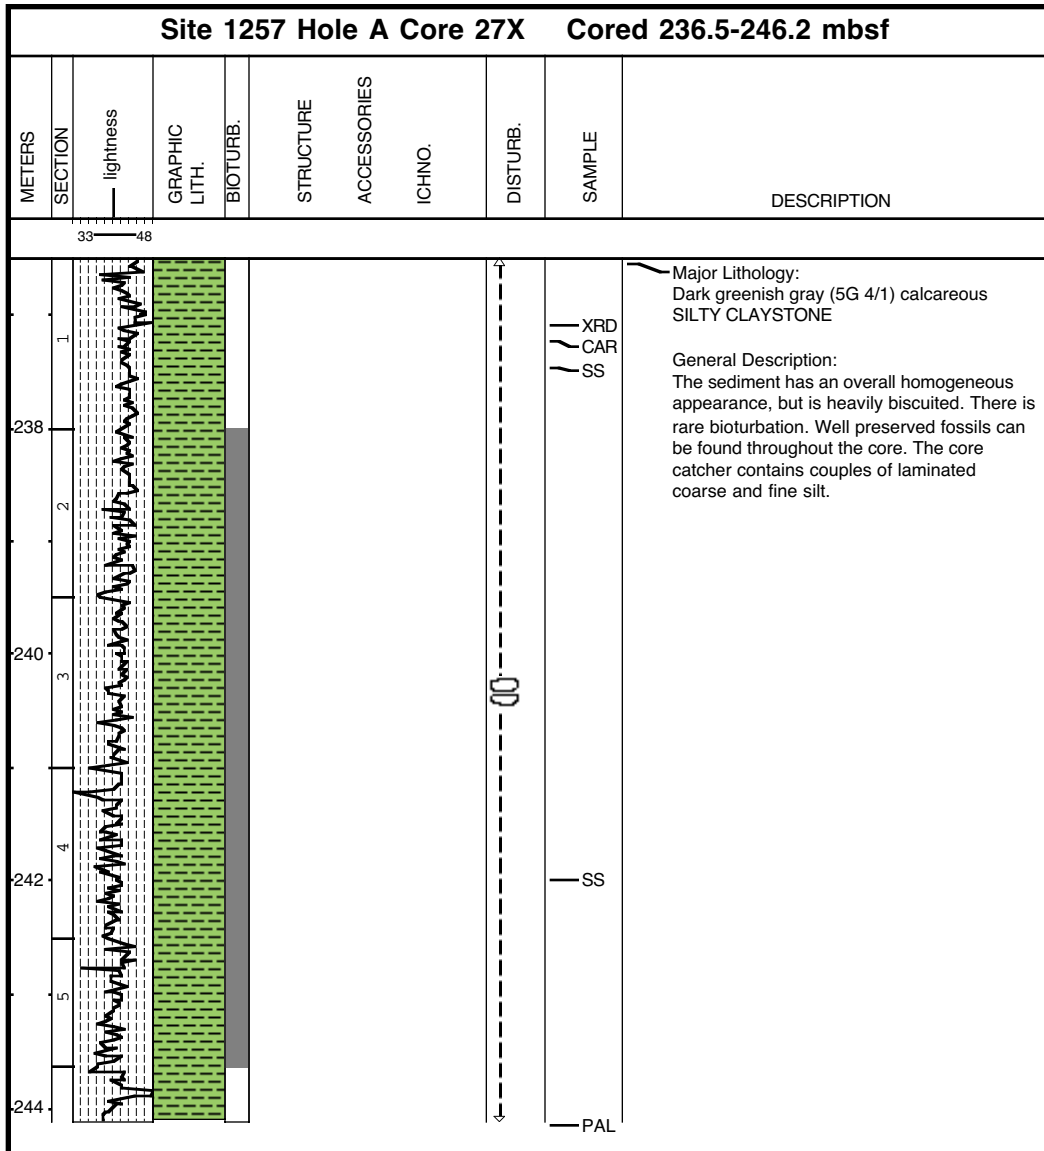 Site 1257 Hole A Core 27X Cored 236.5-246.2 mbsf
METERS
SECTION
lightness
GRAPHIC
LITH.
BIOTURB.
STRUCTURE
ACCESSORIES
ICHNO.
DISTURB.
SAMPLE
DESCRIPTION
33 48
Major Lithology:
Dark greenish gray (5G 4/1) calcareous
SILTY CLAYSTONE
General Description:
The sediment has an overall homogeneous
appearance, but is heavily biscuited. There is
rare bioturbation. Well preserved fossils can
be found throughout the core. The core
catcher contains couples of laminated
coarse and fine silt.
XRD
1
CAR
SS
238
2
240
3
4
242
SS
5
244
PAL